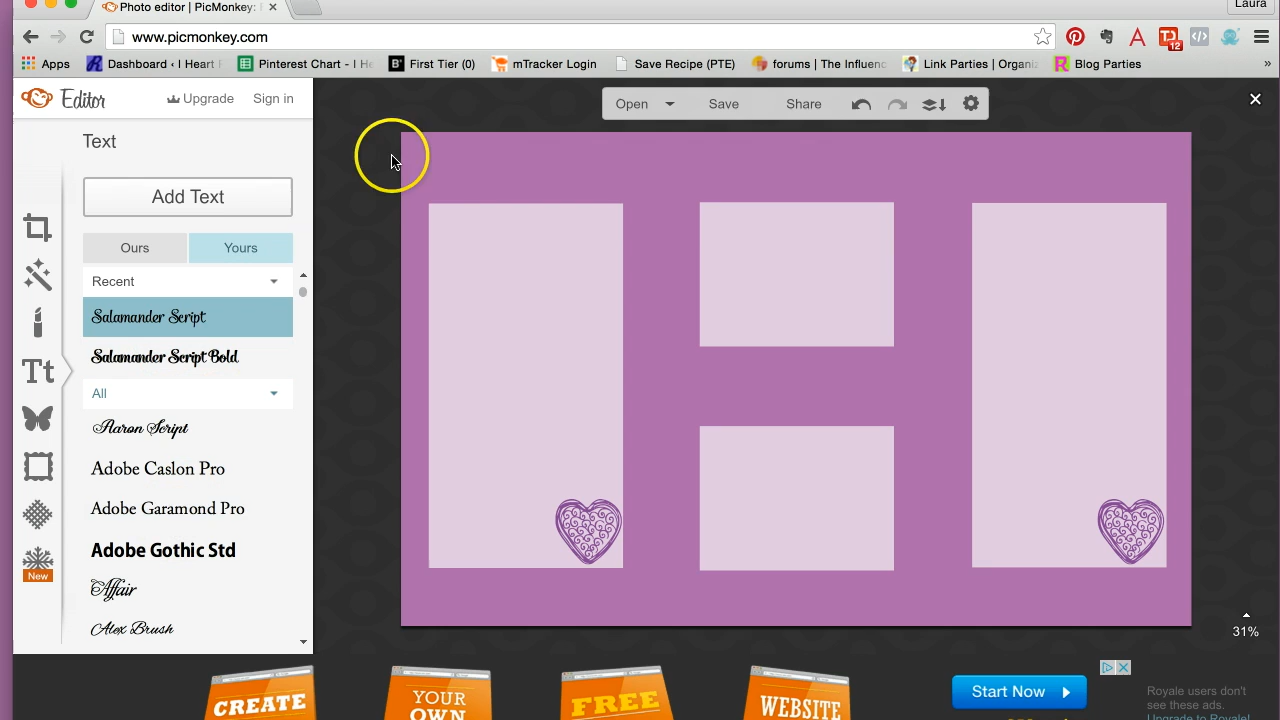 Photo editor | PicMonkey:
Laura
www.picmonkey.com
12
Apps
Dashboard ‹ I Heart
Pinterest Chart - I He
First Tier (0)
mTracker Login
Save Recipe (PTE)
forums | The Influenc
Link Parties | Organiz
Blog Parties
»
Editor
Upgrade
Sign in
Open
Save
Share
Text
Add Text
Ours
Yours
Recent
Salamander Script
Salamander Script Bold
All
Aaron Script
Adobe Caslon Pro
Adobe Garamond Pro
Adobe Gothic Std
Affair
Alex Brush
Tt
New
31%
CREATE
YOUR
OWN
FREE
WEBSITE
Start Now
Royale users don't
see these ads.
Upgrade to Royale!